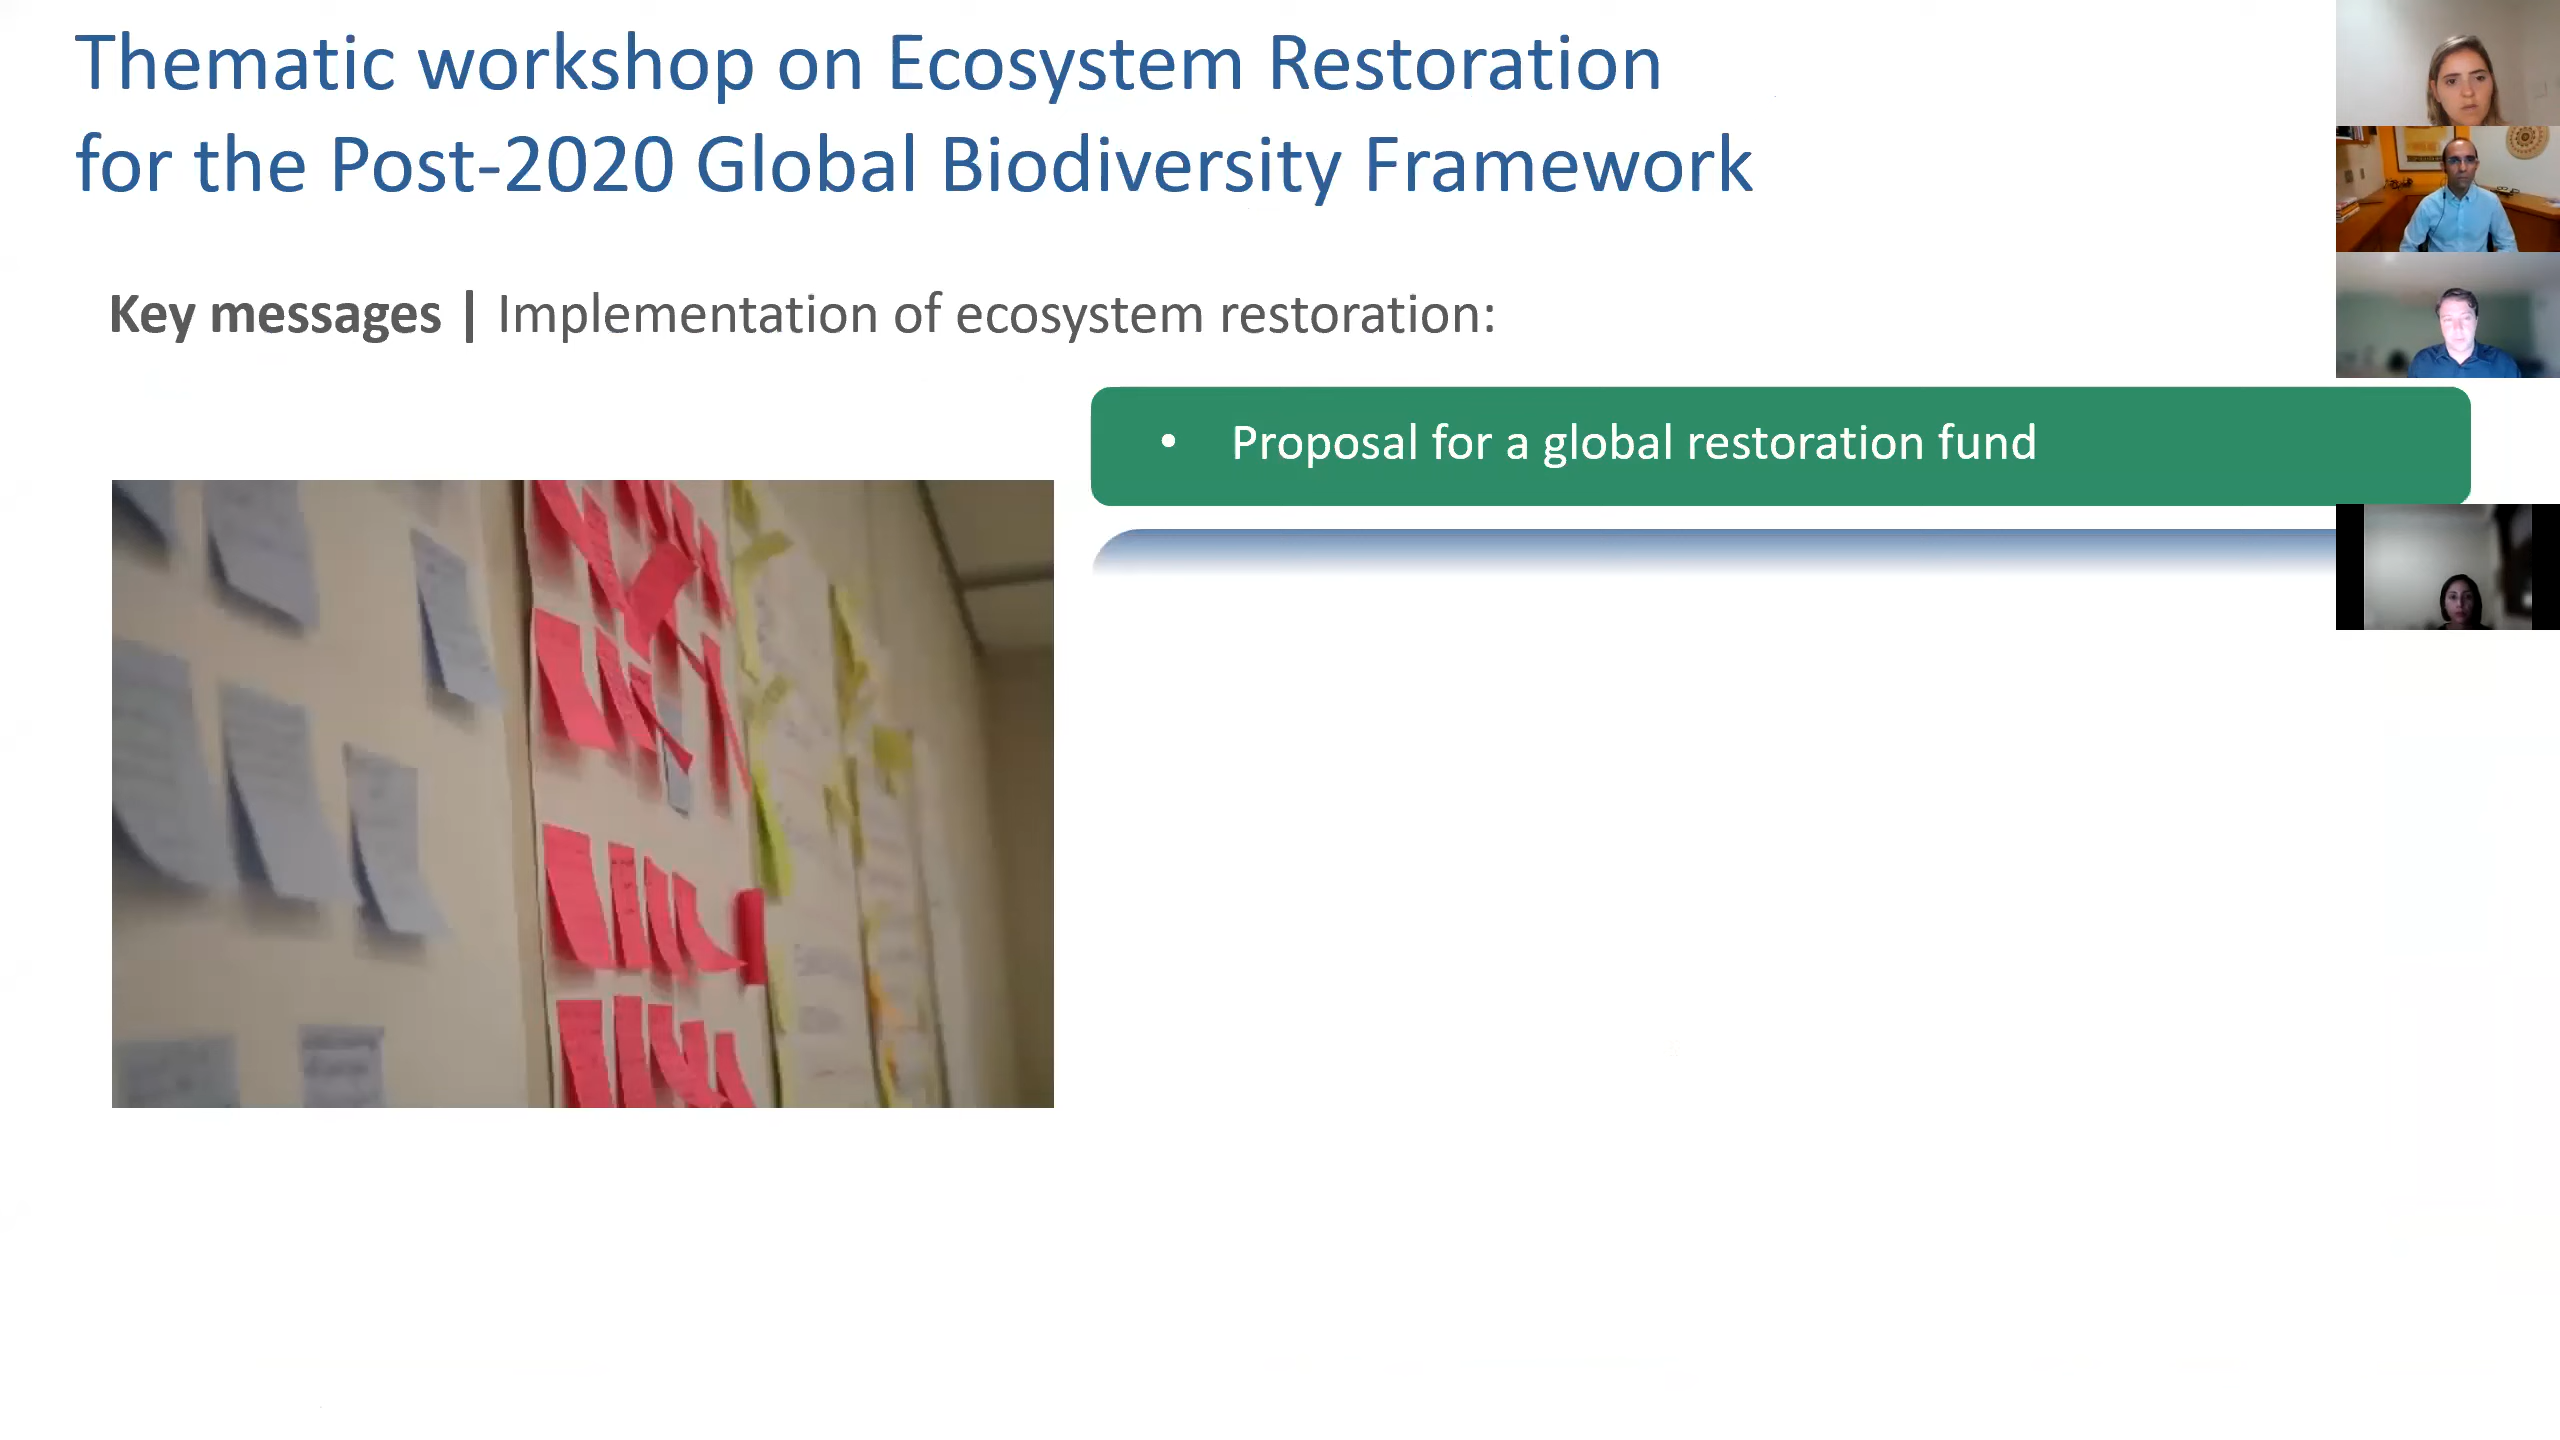 Thematic workshop on Ecosystem Restoration
for the Post-2020 Global Biodiversity Framework
Key messages | Implementation of ecosystem restoration:
• Proposal for a global restoration fund